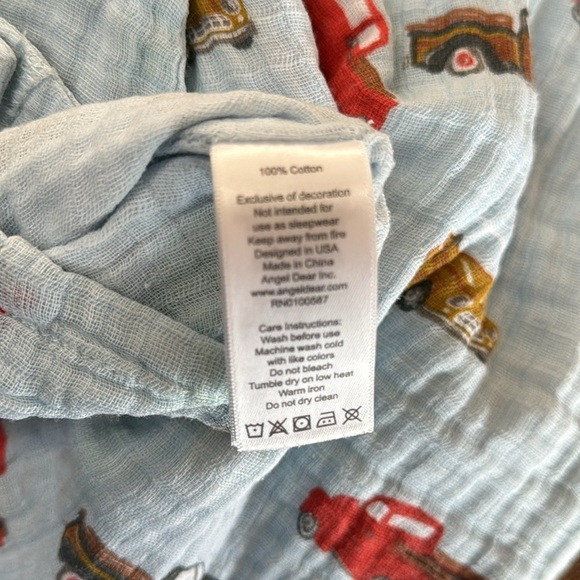 100% Cotton
Exclusive of decoration
Not intended for
use as sleepwear
Keep away from fire
Designed in USA
Made in China
Angel Dear Inc.
www.angeldear.com
RN0100587
Care Instructions:
Wash before use
Machine wash cold
with like colors
Do not bleach
Tumble dry on low heat
Warm iron
Do not dry clean